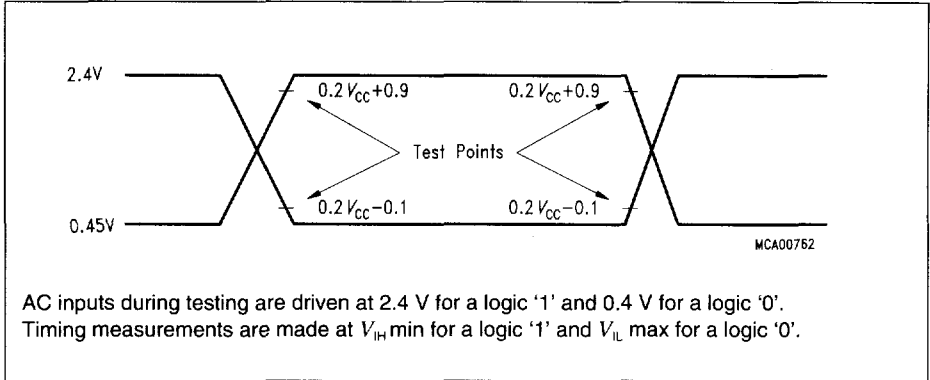 2.4V
0.2 VCC+0.9
0.2 VCC+0.9
Test Points
0.2 VCC−0.1
0.2 VCC−0.1
0.45V
MCA00762
AC inputs during testing are driven at 2.4 V for a logic ‘1’ and 0.4 V for a logic ‘0’.
Timing measurements are made at VIH min for a logic ‘1’ and VIL max for a logic ‘0’.